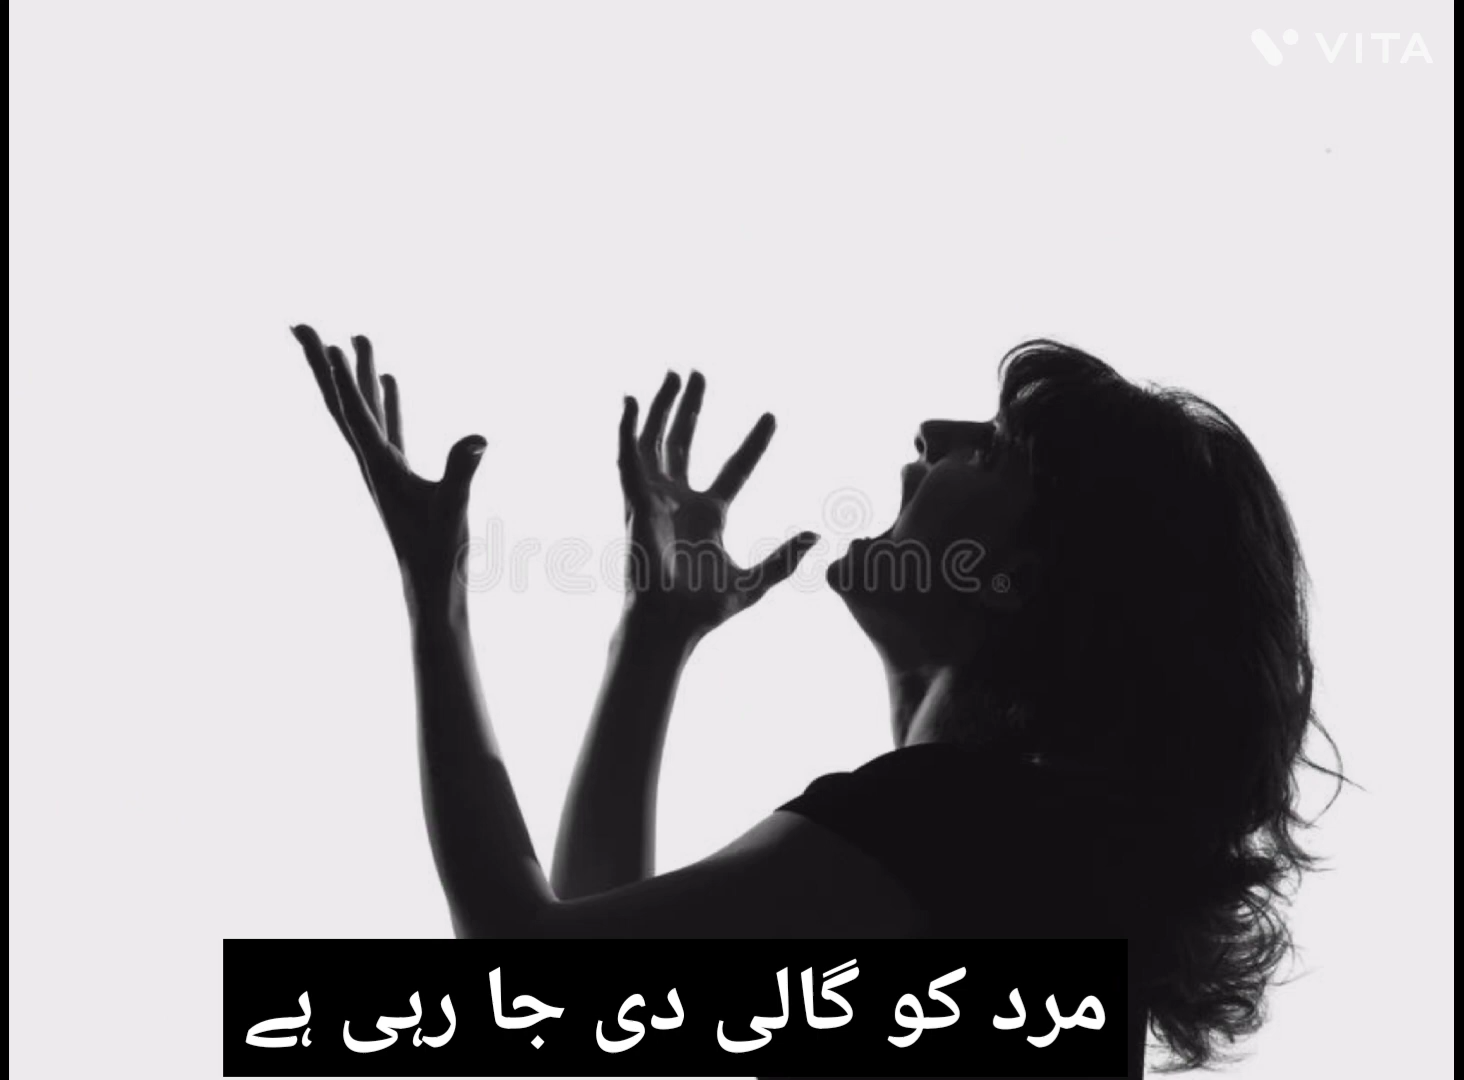 VITA
dreamstime®
مرد کو گالی دی جا رہی ہے